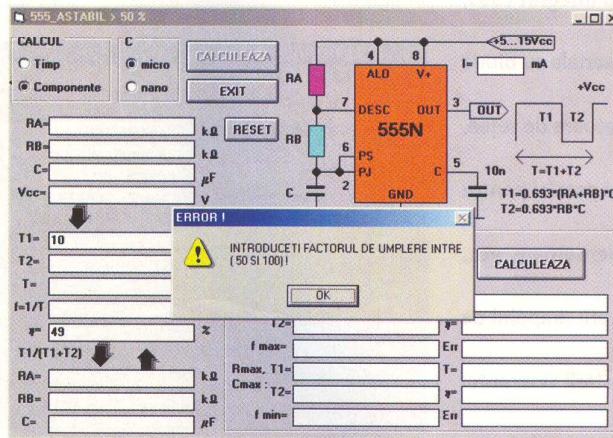 555_ASTABIL > 50 %
CALCUL
Timp
Componente
C
micro
nano
CALCULEAZA
EXIT
RESET
RA= kΩ
RB= kΩ
C= µF
Vcc= V
T1= 10
T2=
T=
f=1/T
η= 49 %
T1/(T1+T2)
RA= kΩ
RB= kΩ
C= µF
+5...15Vcc
I= mA
RA
RB
C
4 8
ALO V+
7 DESC OUT 3 OUT
555N
6 PS
PJ C 5
2 GND
10n
+Vcc
T1 T2
T=T1+T2
T1=0.693*(RA+RB)*C
T2=0.693*RB*C
ERROR !
INTRODUCETI FACTORUL DE UMPLERE INTRE
( 50 SI 100) !
OK
CALCULEAZA
T2= η=
f max= Err
Rmax, T1= T=
Cmax : T2= η=
f min= Err